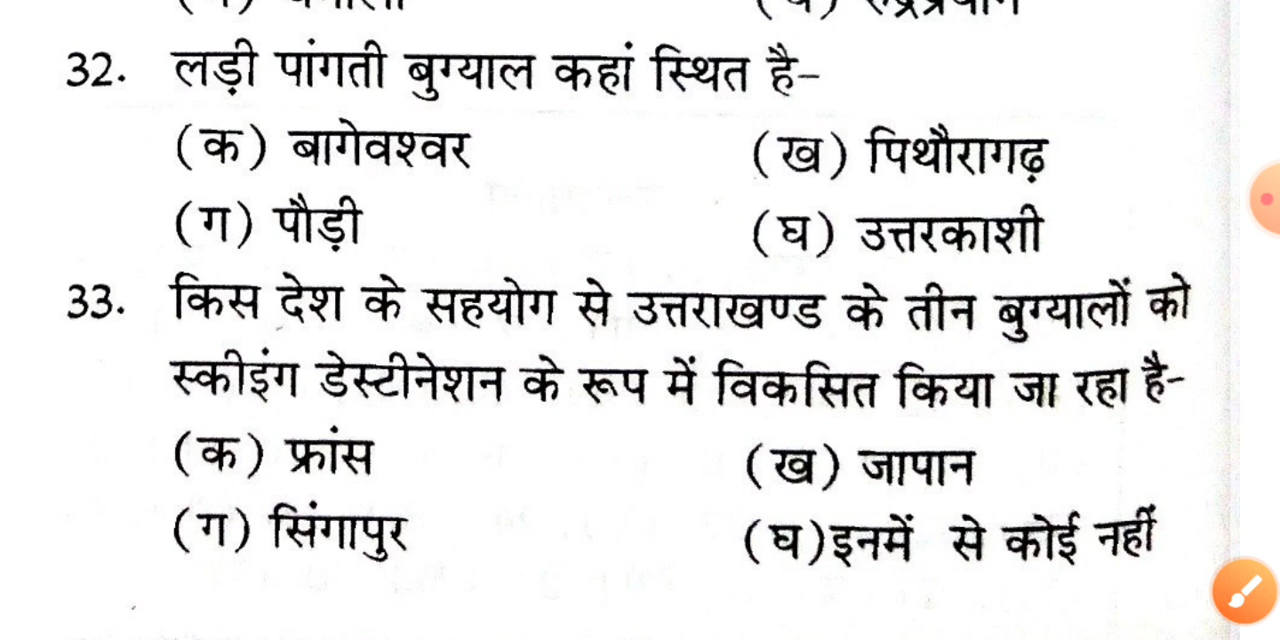 32. लड़ी पांगती बुग्याल कहां स्थित है-
(क) बागेवश्वर (ख) पिथौरागढ़
(ग) पौड़ी (घ) उत्तरकाशी
33. किस देश के सहयोग से उत्तराखण्ड के तीन बुग्यालों को
स्कीइंग डेस्टीनेशन के रूप में विकसित किया जा रहा है-
(क) फ्रांस (ख) जापान
(ग) सिंगापुर (घ)इनमें से कोई नहीं